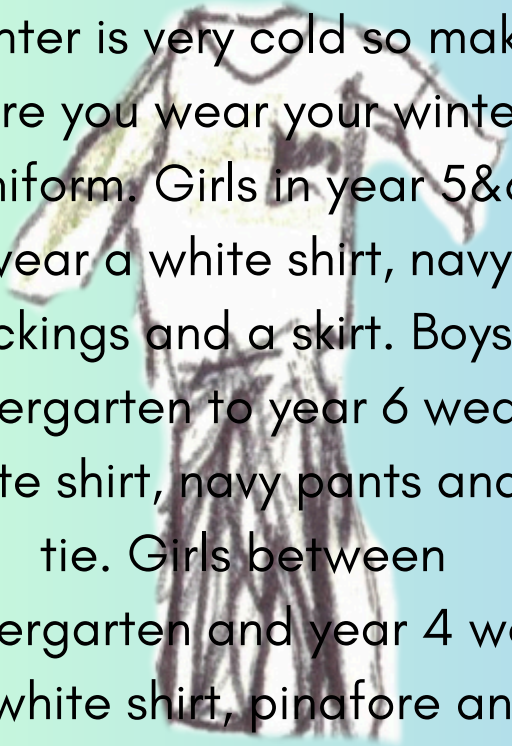 nter is very cold so mak
re you wear your winte
niform. Girls in year 5&
wear a white shirt, navy
ckings and a skirt. Boys
ergarten to year 6 wea
te shirt, navy pants and
tie. Girls between
ergarten and year 4 w
white shirt, pinafore an